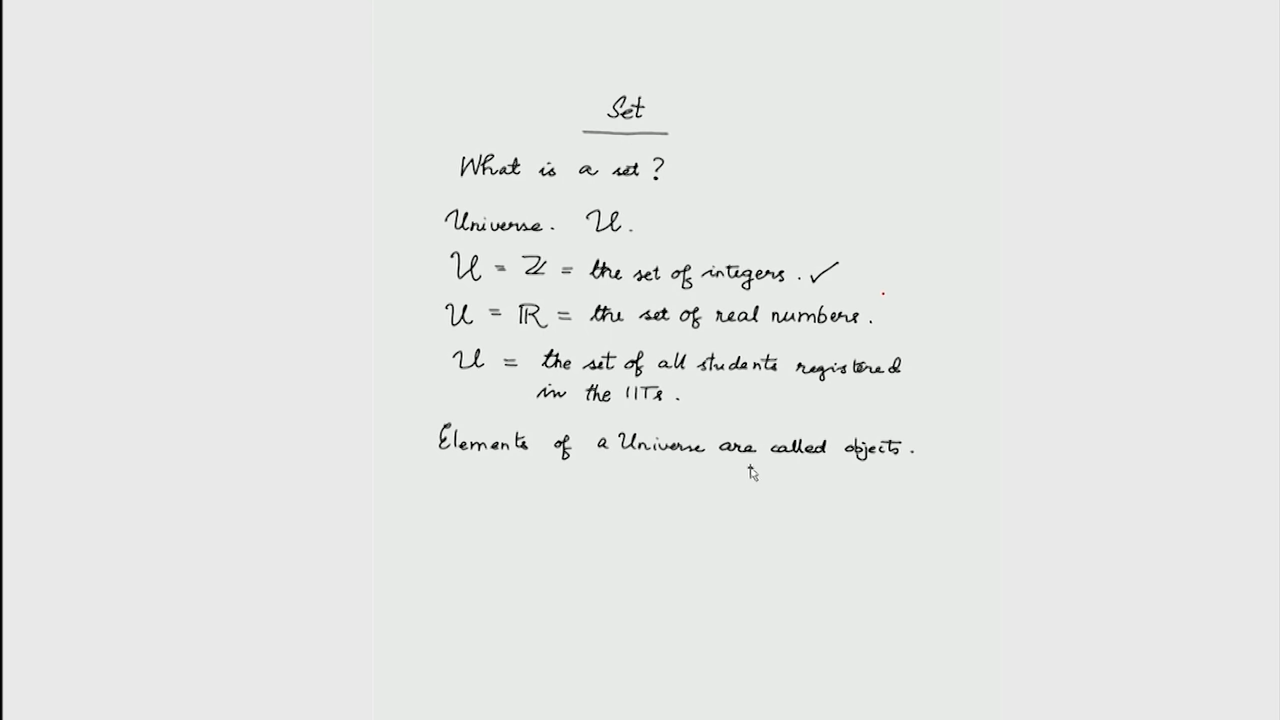 Set
What is a set?
Universe. 𝒰.
𝒰 = ℤ = the set of integers. ✓
𝒰 = ℝ = the set of real numbers.
𝒰 = the set of all students registered
in the IITs.
Elements of a Universe are called objects.